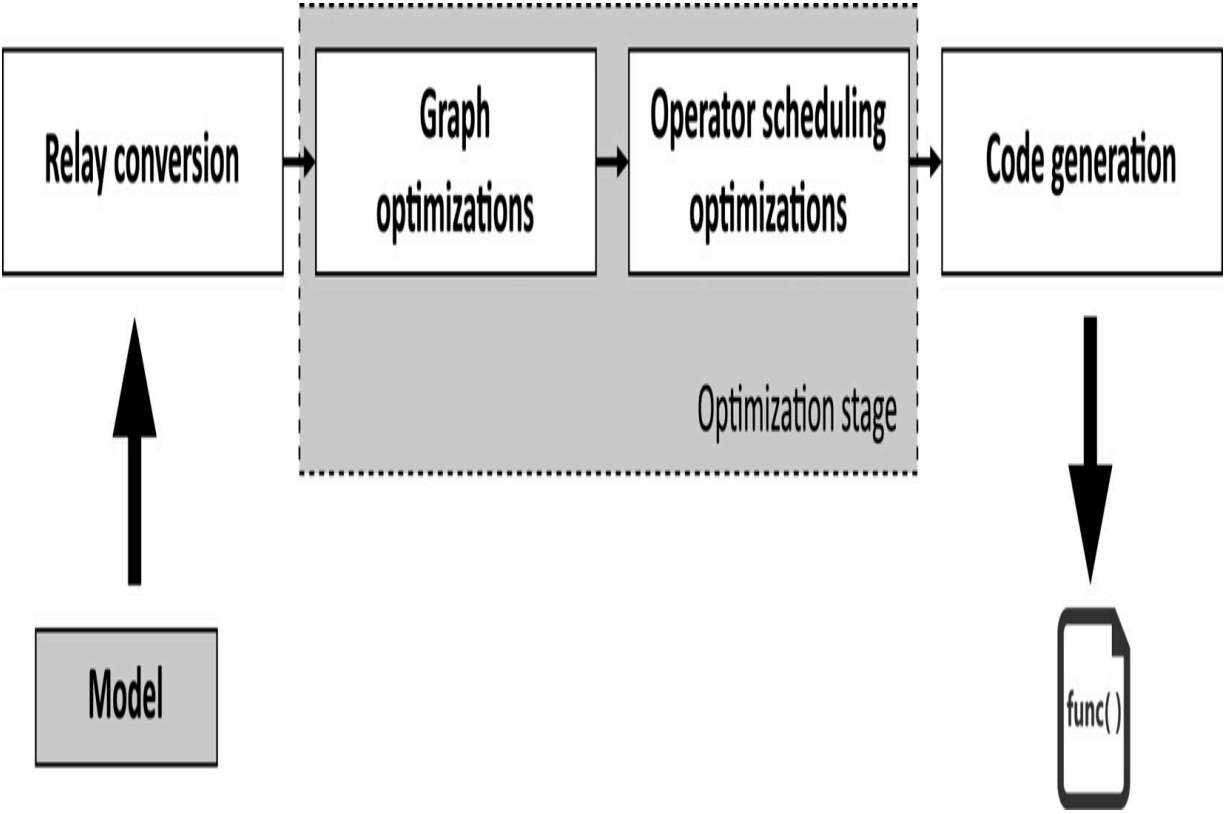 Relay conversion
Graph
optimizations
Operator scheduling
optimizations
Code generation
Optimization stage
Model
func( )